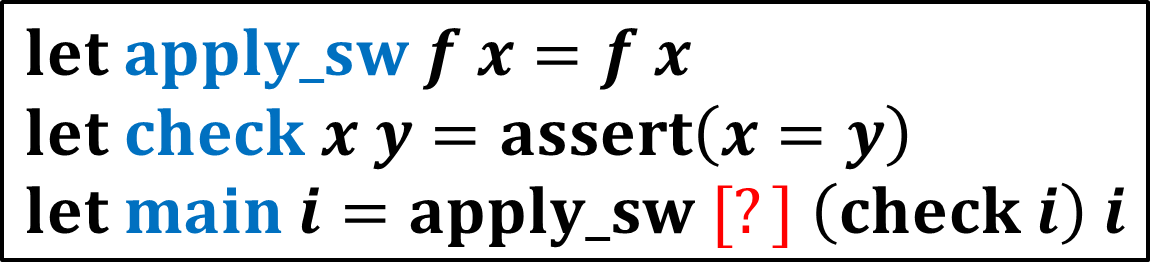 let apply_sw f x = f x
let check x y = assert(x = y)
let main i = apply_sw [?] (check i) i